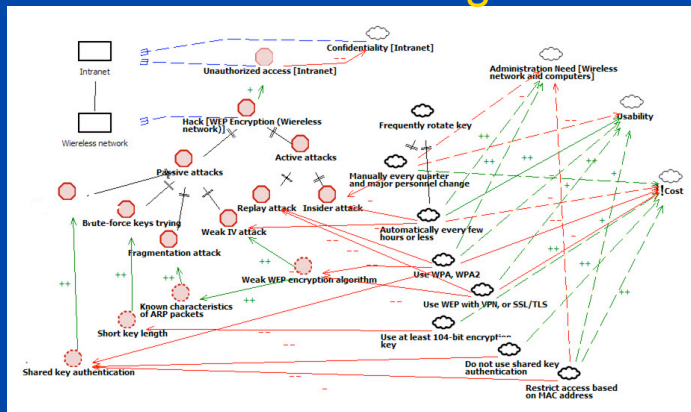 Confidentiality [Intranet]
Intranet
Unauthorized access [Intranet]
Administration Need [Wireless
network and computers]
Hack [WEP Encryption (Wireless
network)]
Wiereless network
Frequently rotate key
Usability
Active attacks
Passive attacks
Manually every quarter
and major personnel change
!Cost
Brute-force keys trying
Replay attack
Insider attack
Weak IV attack
Automatically every few
hours or less
Fragmentation attack
Weak WEP encryption algorithm
Use WPA, WPA2
Known characteristics
of ARP packets
Use WEP with VPN, or SSL/TLS
Short key length
Use at least 104-bit encryption
key
Do not use shared key
authentication
Shared key authentication
Restrict access based
on MAC address